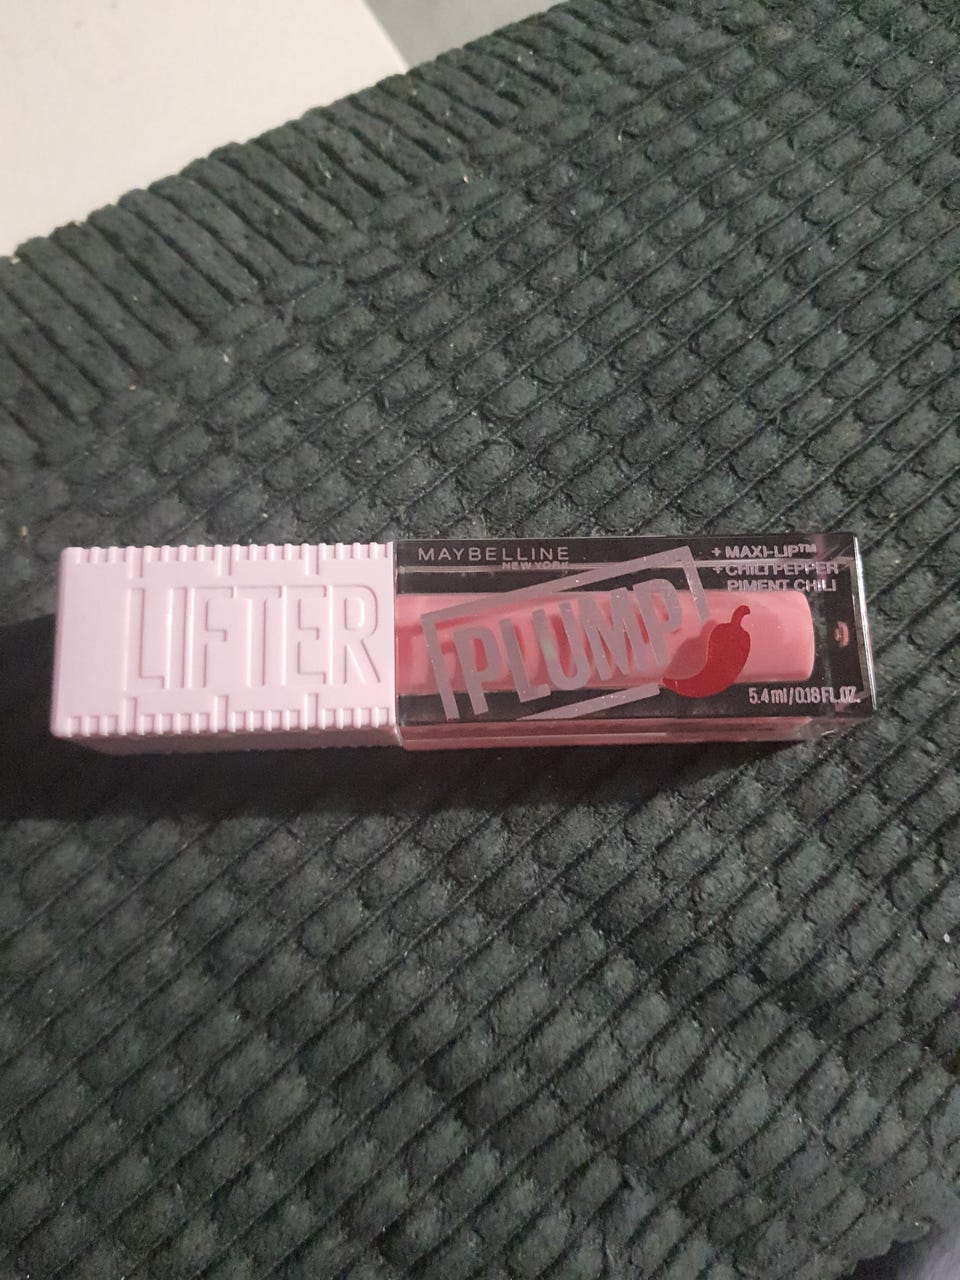 LIFTER
MAYBELLINE
NEW YORK
PLUMP
+ MAXI-LIP™
+ CHILI PEPPER
PIMENT CHILI
5.4 ml / 0.18 FL. OZ.